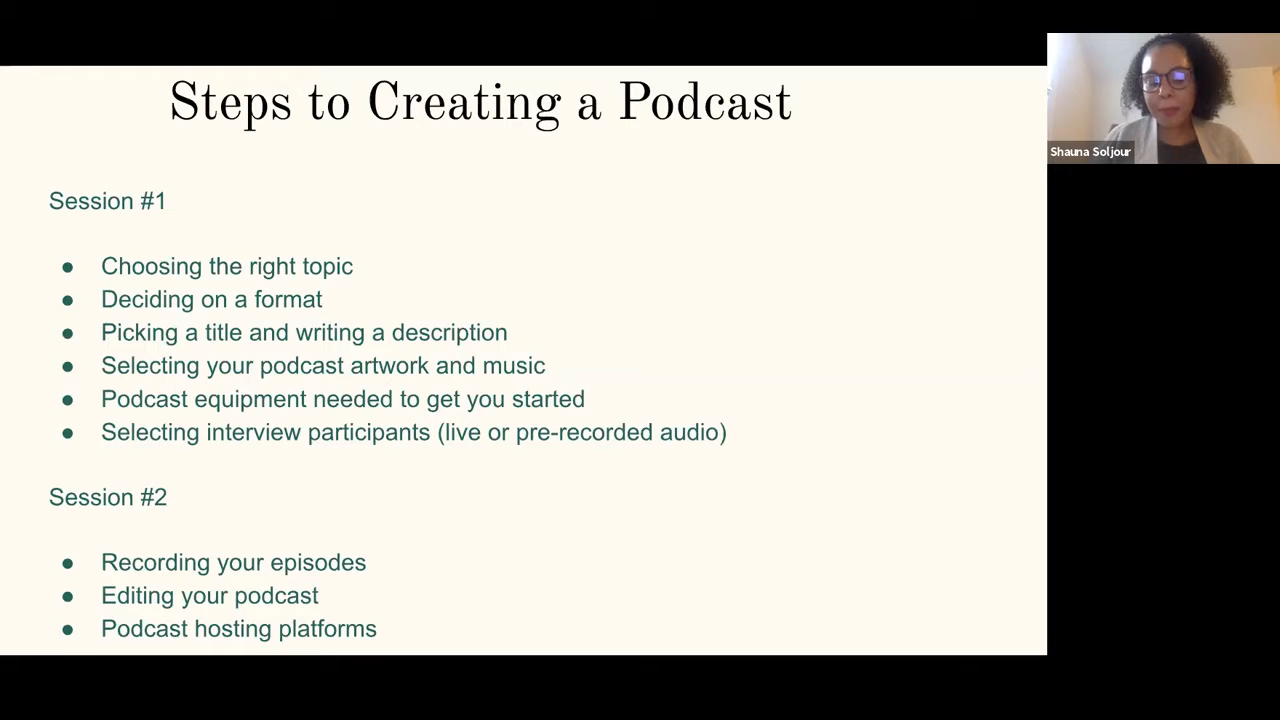 Steps to Creating a Podcast
Shauna Soljour
Session #1
● Choosing the right topic
● Deciding on a format
● Picking a title and writing a description
● Selecting your podcast artwork and music
● Podcast equipment needed to get you started
● Selecting interview participants (live or pre-recorded audio)
Session #2
● Recording your episodes
● Editing your podcast
● Podcast hosting platforms